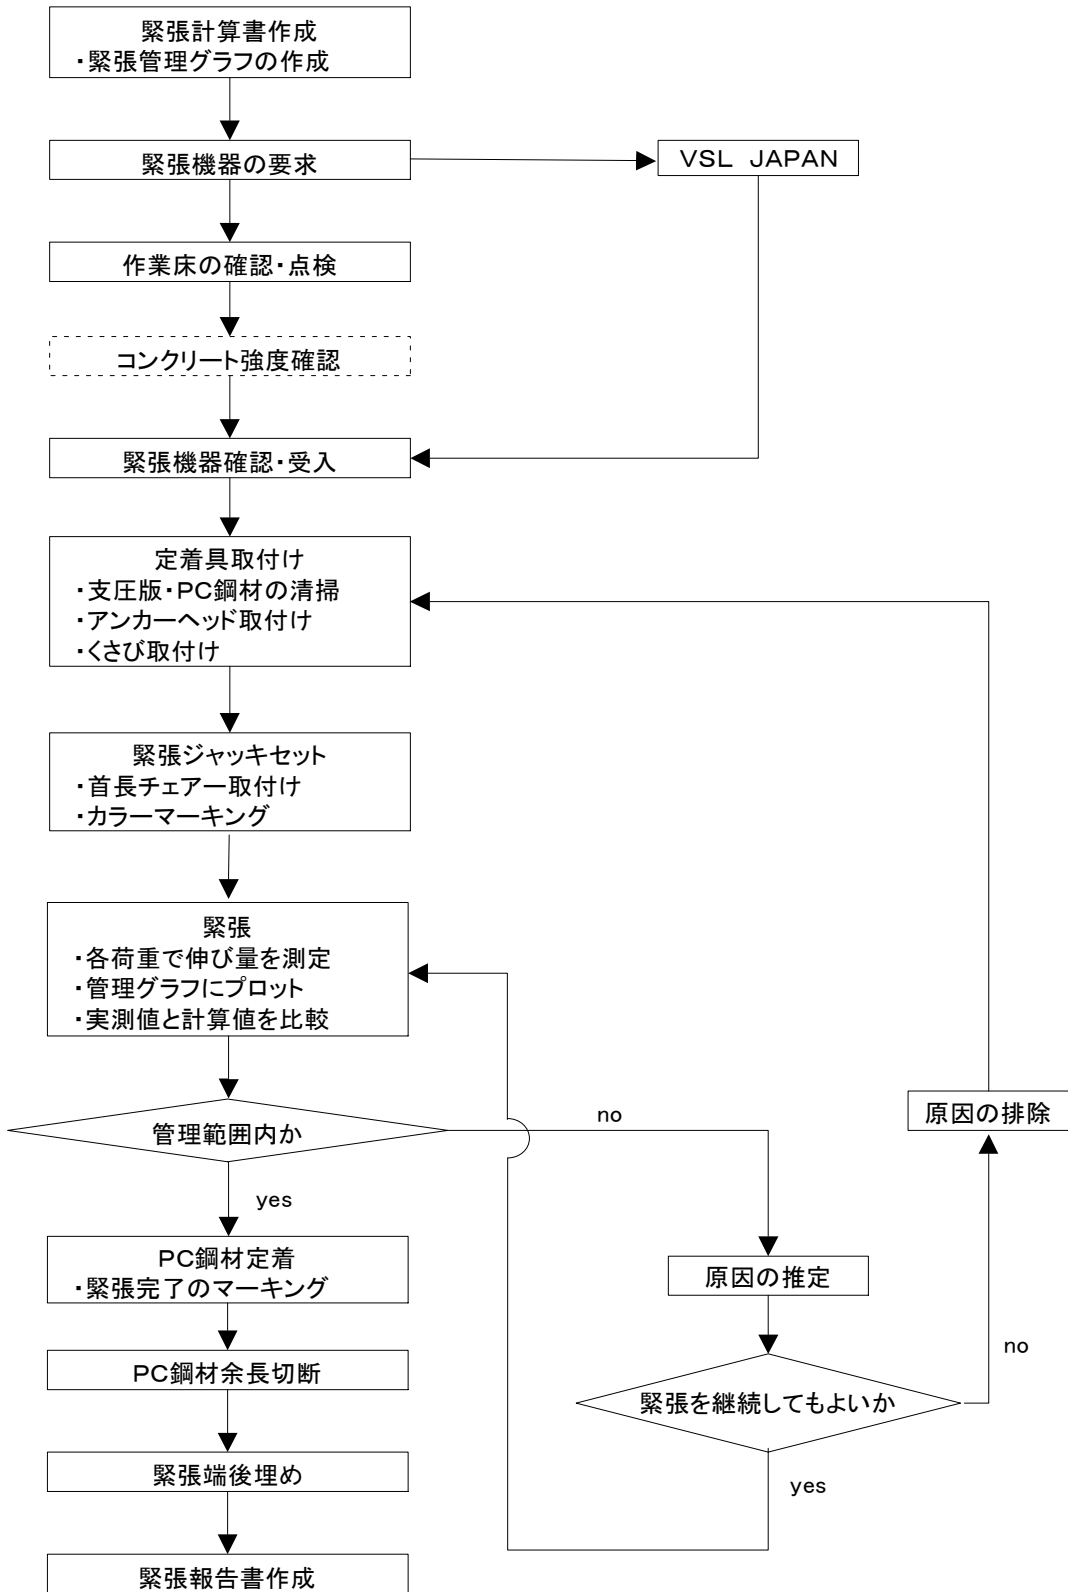 緊張計算書作成
・緊張管理グラフの作成
緊張機器の要求
VSL JAPAN
作業床の確認・点検
コンクリート強度確認
緊張機器確認・受入
定着具取付け
・支圧版・PC鋼材の清掃
・アンカーヘッド取付け
・くさび取付け
緊張ジャッキセット
・首長チェアー取付け
・カラーマーキング
緊張
・各荷重で伸び量を測定
・管理グラフにプロット
・実測値と計算値を比較
管理範囲内か
no
原因の排除
yes
PC鋼材定着
・緊張完了のマーキング
原因の推定
PC鋼材余長切断
緊張を継続してもよいか
no
yes
緊張端後埋め
緊張報告書作成